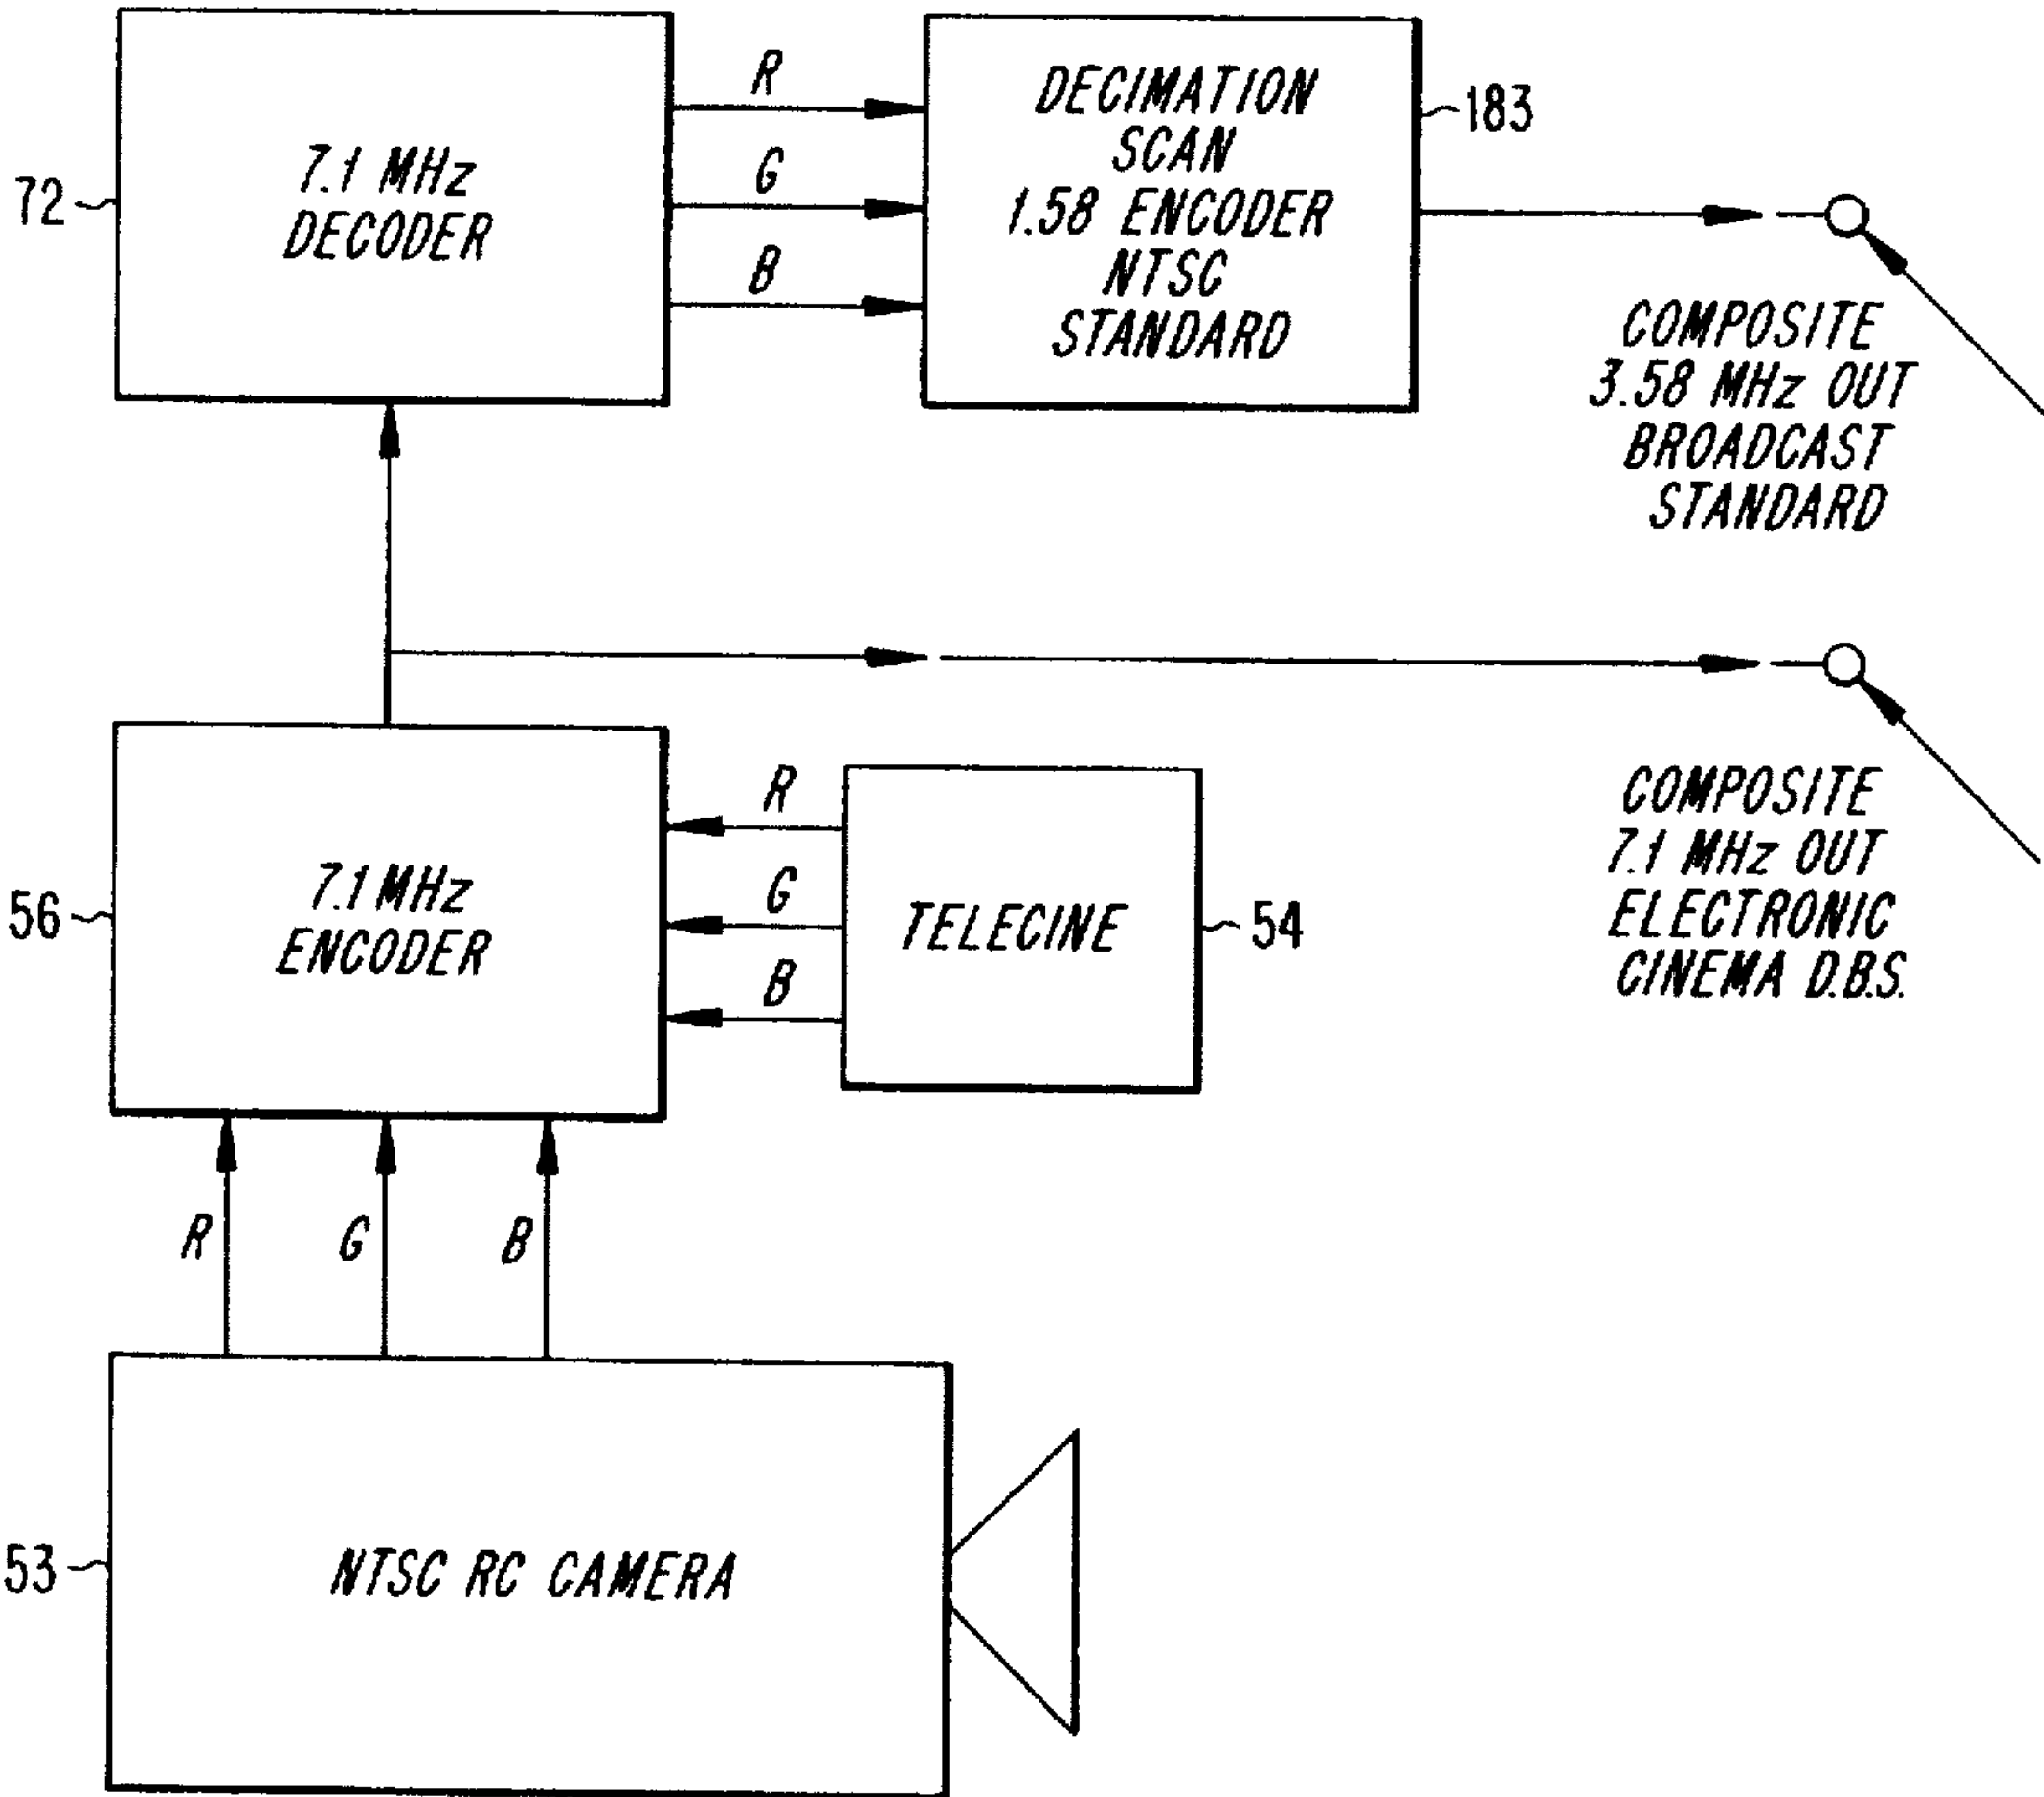 72
7.1 MHz
DECODER
R
G
B
DECIMATION
SCAN
1.58 ENCODER
NTSC
STANDARD
183
COMPOSITE
3.58 MHz OUT
BROADCAST
STANDARD
56
7.1 MHz
ENCODER
R
G
B
TELECINE
54
COMPOSITE
7.1 MHz OUT
ELECTRONIC
CINEMA D.B.S.
R
G
B
53
NTSC RC CAMERA